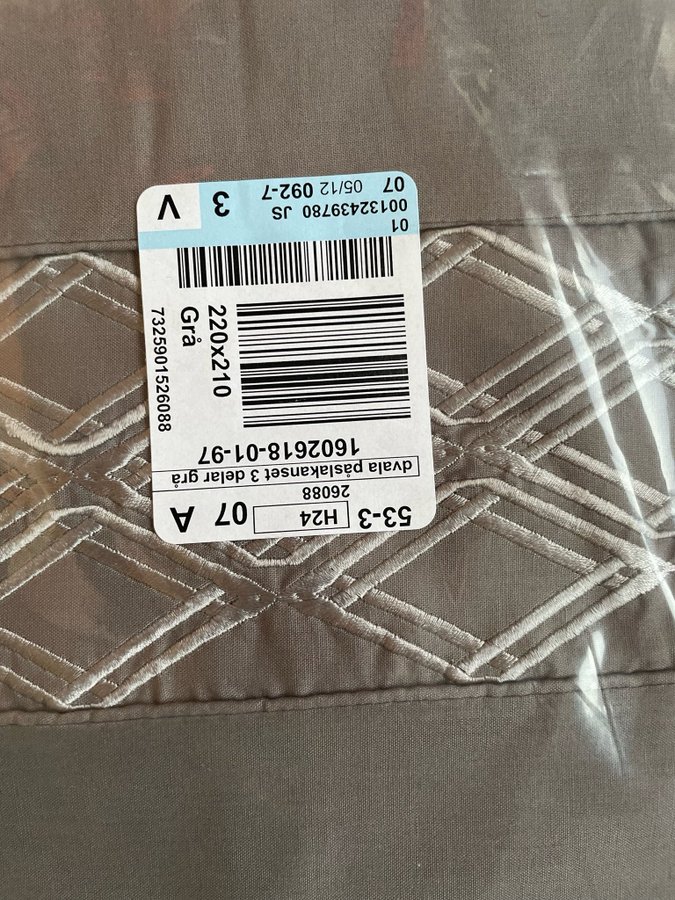 53-3 H24 07 A
26088
dvala påslakanset 3 delar grå
1602618-01-97
220x210
Grå
7325901526088
01
00132439780 JS
07 05/12 092-7 3 V